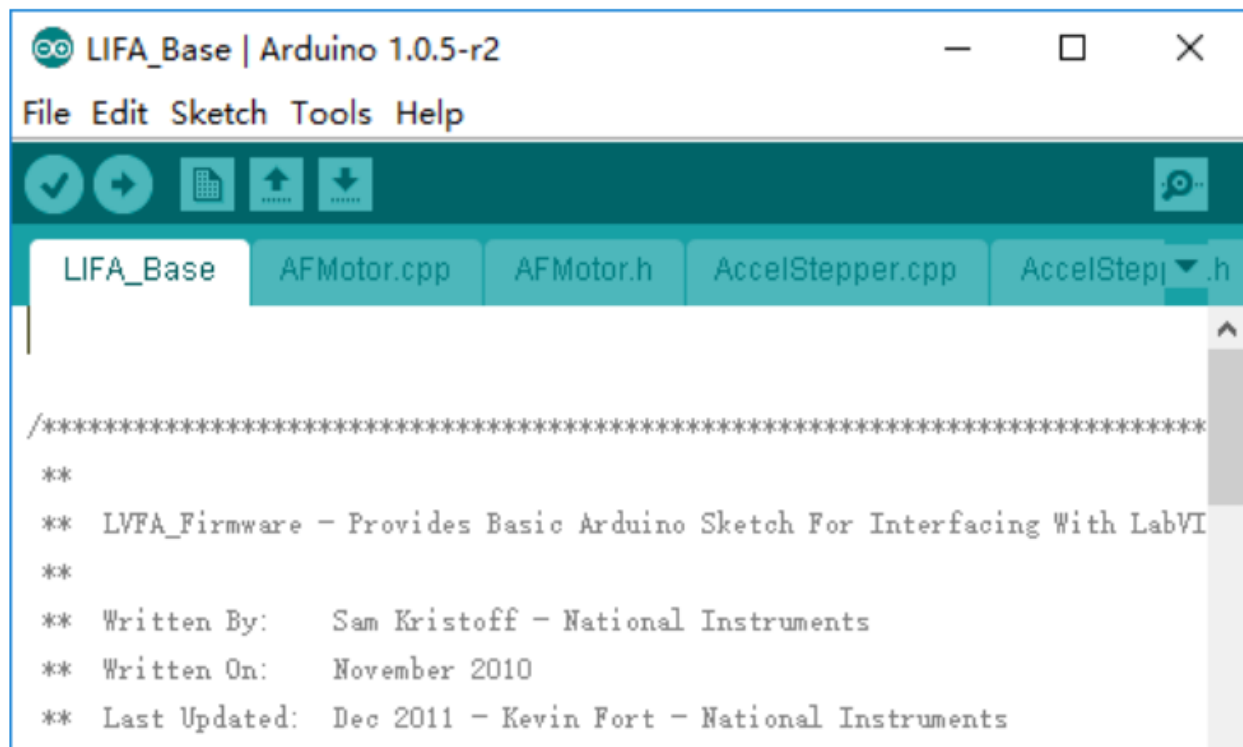 LIFA_Base | Arduino 1.0.5-r2
File Edit Sketch Tools Help
LIFA_Base AFMotor.cpp AFMotor.h AccelStepper.cpp AccelStepp .h
/****************************************************************************
**
** LVFA_Firmware - Provides Basic Arduino Sketch For Interfacing With LabVI
**
** Written By: Sam Kristoff - National Instruments
** Written On: November 2010
** Last Updated: Dec 2011 - Kevin Fort - National Instruments